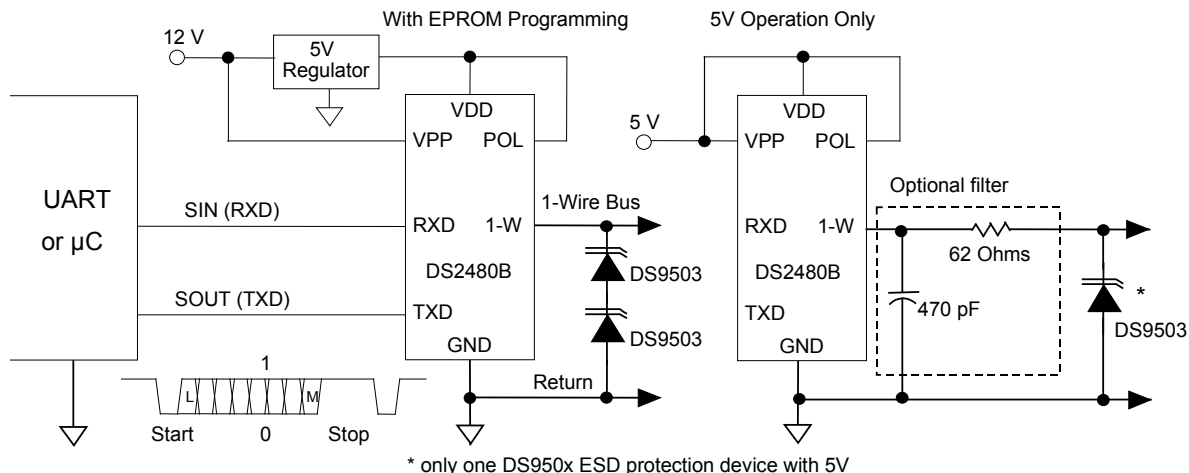 With EPROM Programming
12 V
5V
Regulator
VDD
VPP
POL
UART
or µC
SIN (RXD)
SOUT (TXD)
RXD
1-W
1-Wire Bus
DS2480B
DS9503
TXD
DS9503
GND
Return
1
L
M
Start
0
Stop
5V Operation Only
5 V
VDD
VPP
POL
Optional filter
RXD
1-W
62 Ohms
DS2480B
470 pF
*
DS9503
TXD
GND
* only one DS950x ESD protection device with 5V